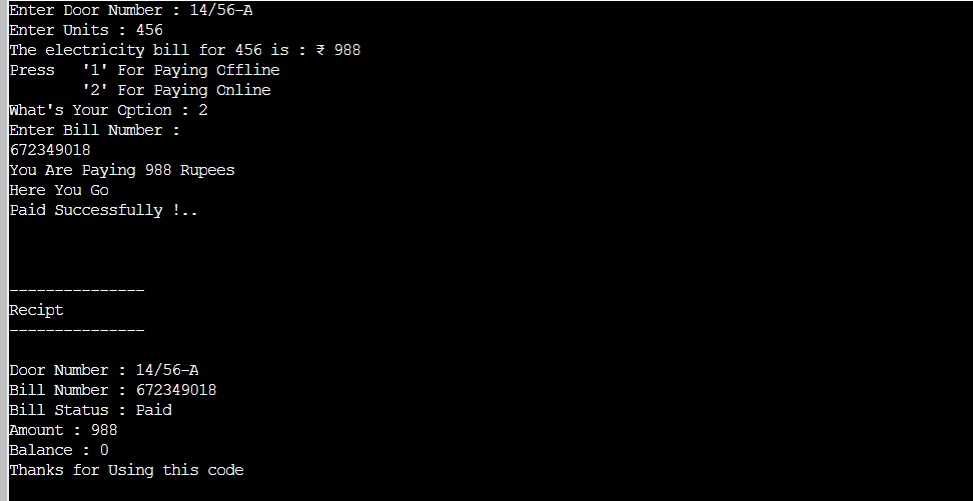 Enter Door Number : 14/56-A
Enter Units : 456
The electricity bill for 456 is : ₹ 988
Press   '1' For Paying Offline
        '2' For Paying Online
What's Your Option : 2
Enter Bill Number :
672349018
You Are Paying 988 Rupees
Here You Go
Paid Successfully !..
---------------
Recipt
---------------
Door Number : 14/56-A
Bill Number : 672349018
Bill Status : Paid
Amount : 988
Balance : 0
Thanks for Using this code